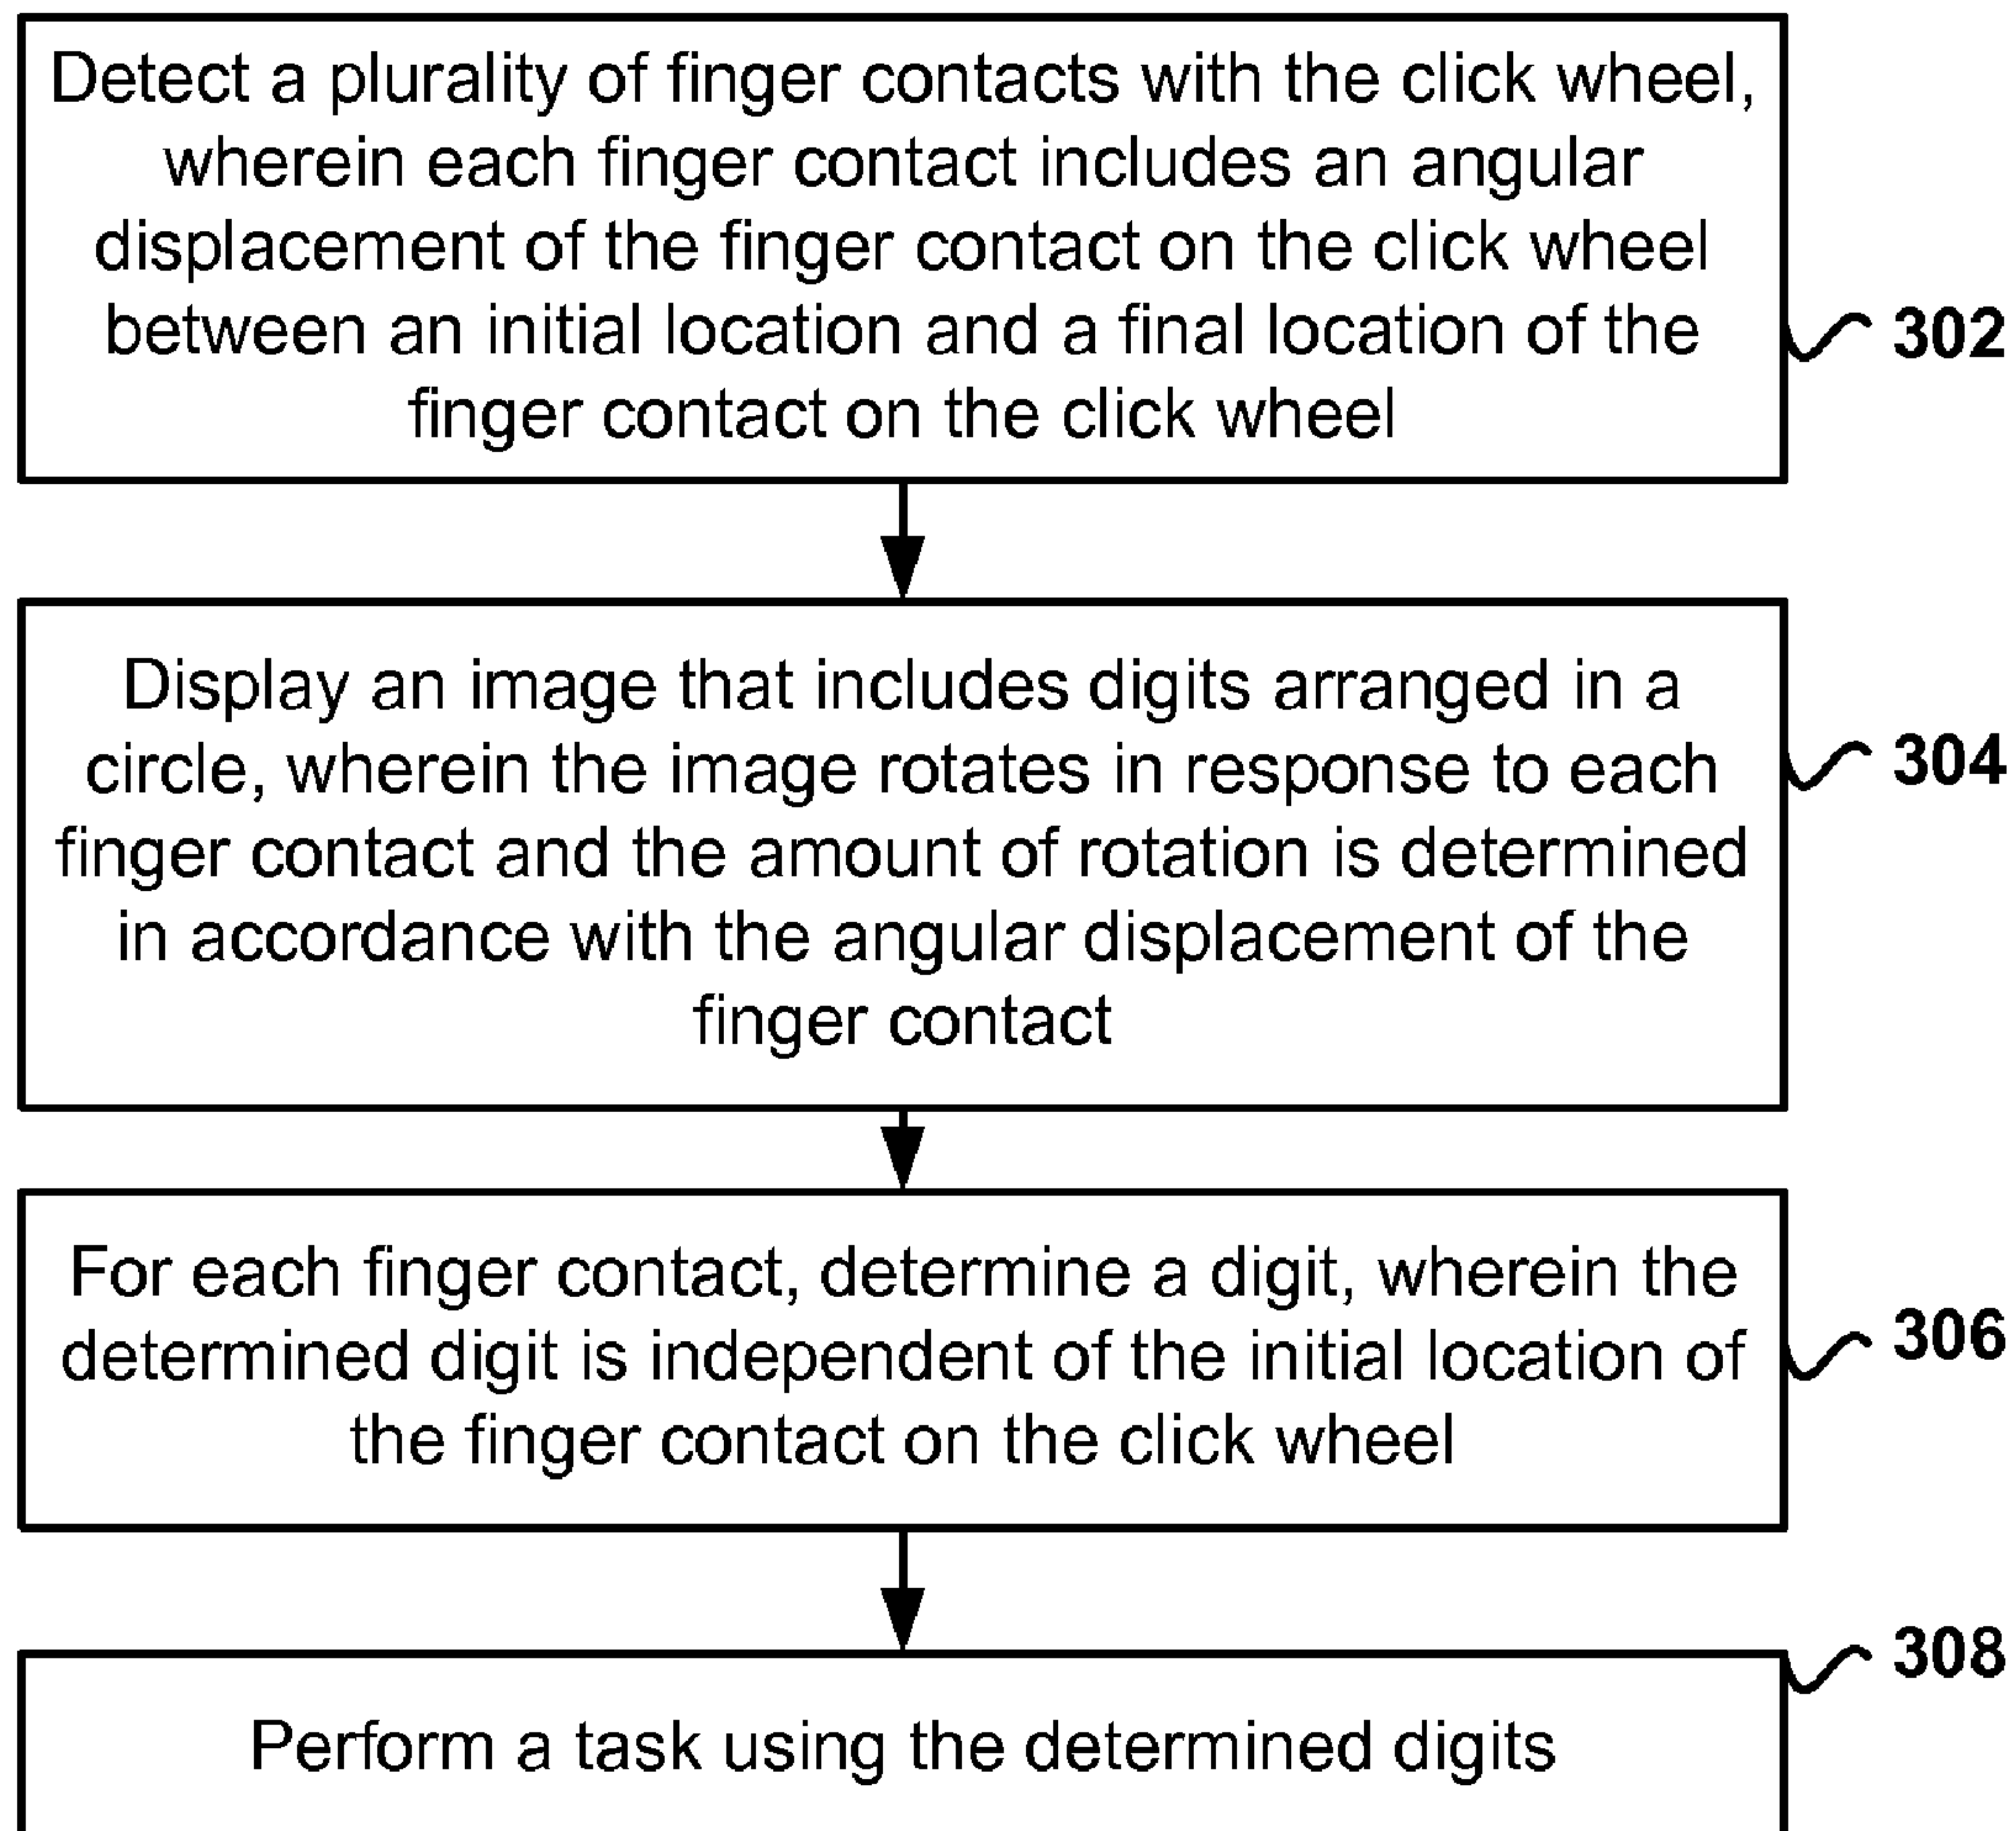 Detect a plurality of finger contacts with the click wheel,
wherein each finger contact includes an angular
displacement of the finger contact on the click wheel
between an initial location and a final location of the
finger contact on the click wheel
302
Display an image that includes digits arranged in a
circle, wherein the image rotates in response to each
finger contact and the amount of rotation is determined
in accordance with the angular displacement of the
finger contact
304
For each finger contact, determine a digit, wherein the
determined digit is independent of the initial location of
the finger contact on the click wheel
306
308
Perform a task using the determined digits